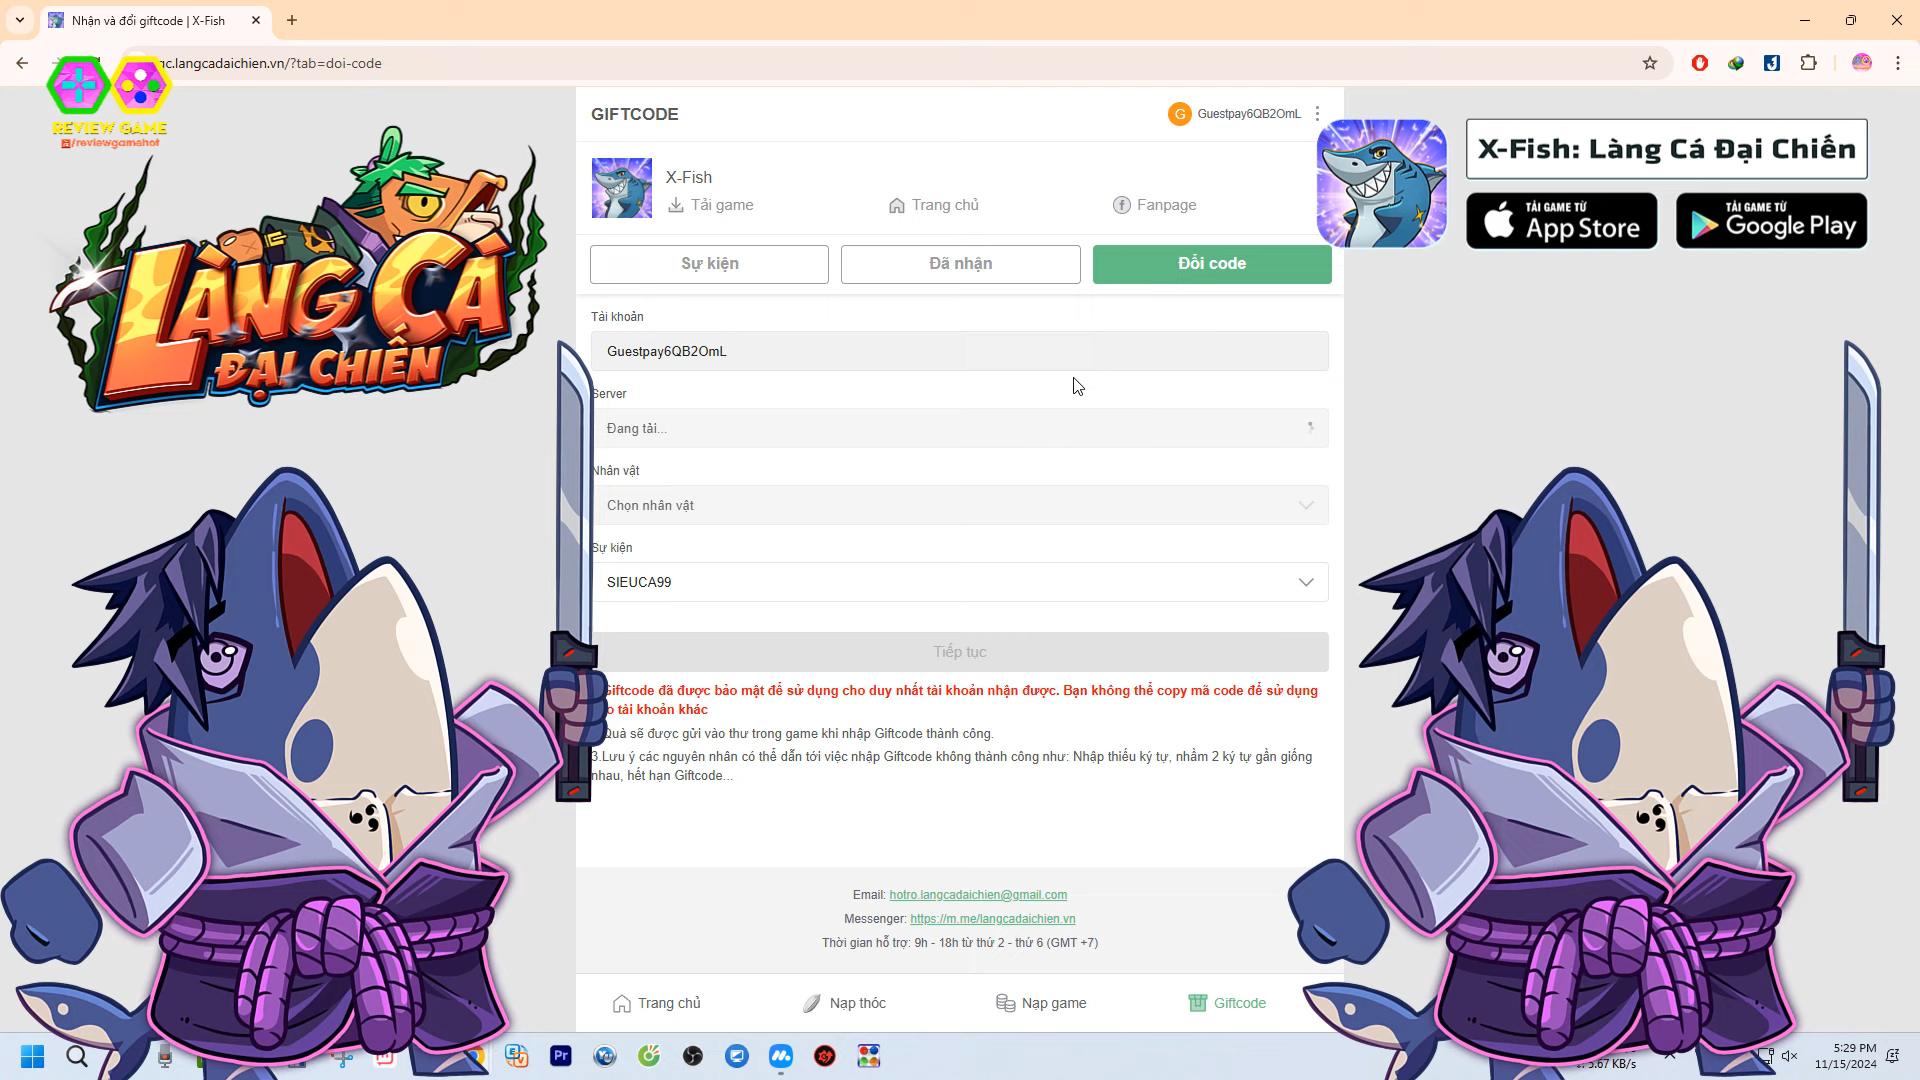 Nhận và đổi giftcode | X-Fish
gc.langcadaichien.vn/?tab=doi-code
REVIEW GAME
/reviewgamehot
LÀNG CÁ
ĐẠI CHIẾN
GIFTCODE
G Guestpay6QB2OmL
X-Fish
Tải game
Trang chủ
Fanpage
X-Fish: Làng Cá Đại Chiến
TẢI GAME TỪ
App Store
TẢI GAME TỪ
Google Play
Sự kiện
Đã nhận
Đổi code
Tài khoản
Guestpay6QB2OmL
Server
Đang tải...
Nhân vật
Chọn nhân vật
Sự kiện
SIEUCA99
Tiếp tục
Giftcode đã được bảo mật để sử dụng cho duy nhất tài khoản nhận được. Bạn không thể copy mã code để sử dụng
tài khoản khác
Quà sẽ được gửi vào thư trong game khi nhập Giftcode thành công.
3.Lưu ý các nguyên nhân có thể dẫn tới việc nhập Giftcode không thành công như: Nhập thiếu ký tự, nhầm 2 ký tự gần giống
nhau, hết hạn Giftcode...
Email: hotro.langcadaichien@gmail.com
Messenger: https://m.me/langcadaichien.vn
Thời gian hỗ trợ: 9h - 18h từ thứ 2 - thứ 6 (GMT +7)
Trang chủ
Nạp thóc
Nạp game
Giftcode
Pr
5:29 PM
11/15/2024